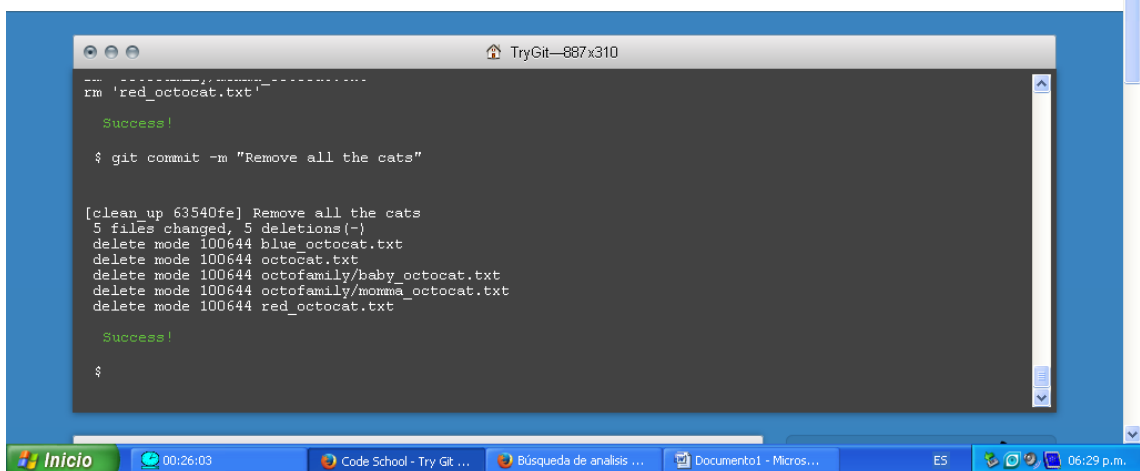 TryGit—887x310
rm 'red_octocat.txt'
Success!
$ git commit -m "Remove all the cats"
[clean_up 63540fe] Remove all the cats
5 files changed, 5 deletions(-)
delete mode 100644 blue_octocat.txt
delete mode 100644 octocat.txt
delete mode 100644 octofamily/baby_octocat.txt
delete mode 100644 octofamily/momma_octocat.txt
delete mode 100644 red_octocat.txt
Success!
$
Inicio 00:26:03 Code School - Try Git ... Búsqueda de analisis ... Documento1 - Micros... ES 06:29 p.m.